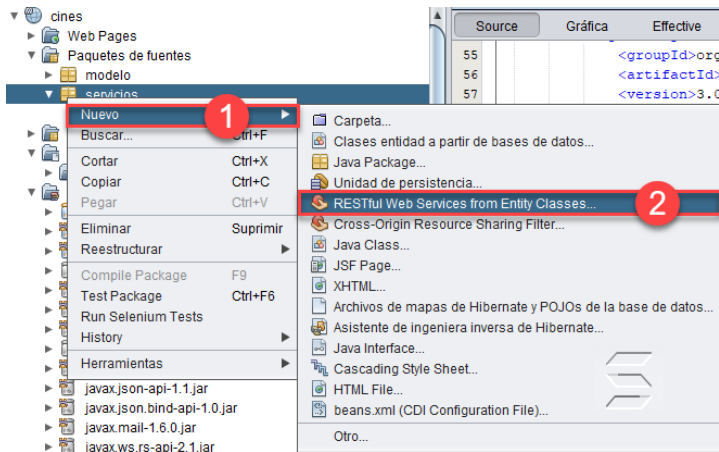 cines
Web Pages
Paquetes de fuentes
modelo
servicios
Source Gráfica Effective
55 <groupId>org
56 <artifactId>
57 <version>3.0
Nuevo
Buscar... Ctrl+F
Cortar Ctrl+X
Copiar Ctrl+C
Pegar Ctrl+V
Eliminar Suprimir
Reestructurar
Compile Package F9
Test Package Ctrl+F6
Run Selenium Tests
History
Herramientas
1
Carpeta...
Clases entidad a partir de bases de datos...
Java Package...
Unidad de persistencia...
RESTful Web Services from Entity Classes...
2
Cross-Origin Resource Sharing Filter...
Java Class...
JSF Page...
XHTML...
Archivos de mapas de Hibernate y POJOs de la base de datos...
Asistente de ingeniera inversa de Hibernate...
Java Interface...
Cascading Style Sheet...
HTML File...
beans.xml (CDI Configuration File)...
Otro...
javax.json-api-1.1.jar
javax.json.bind-api-1.0.jar
javax.mail-1.6.0.jar
javax.ws.rs-api-2.1.jar